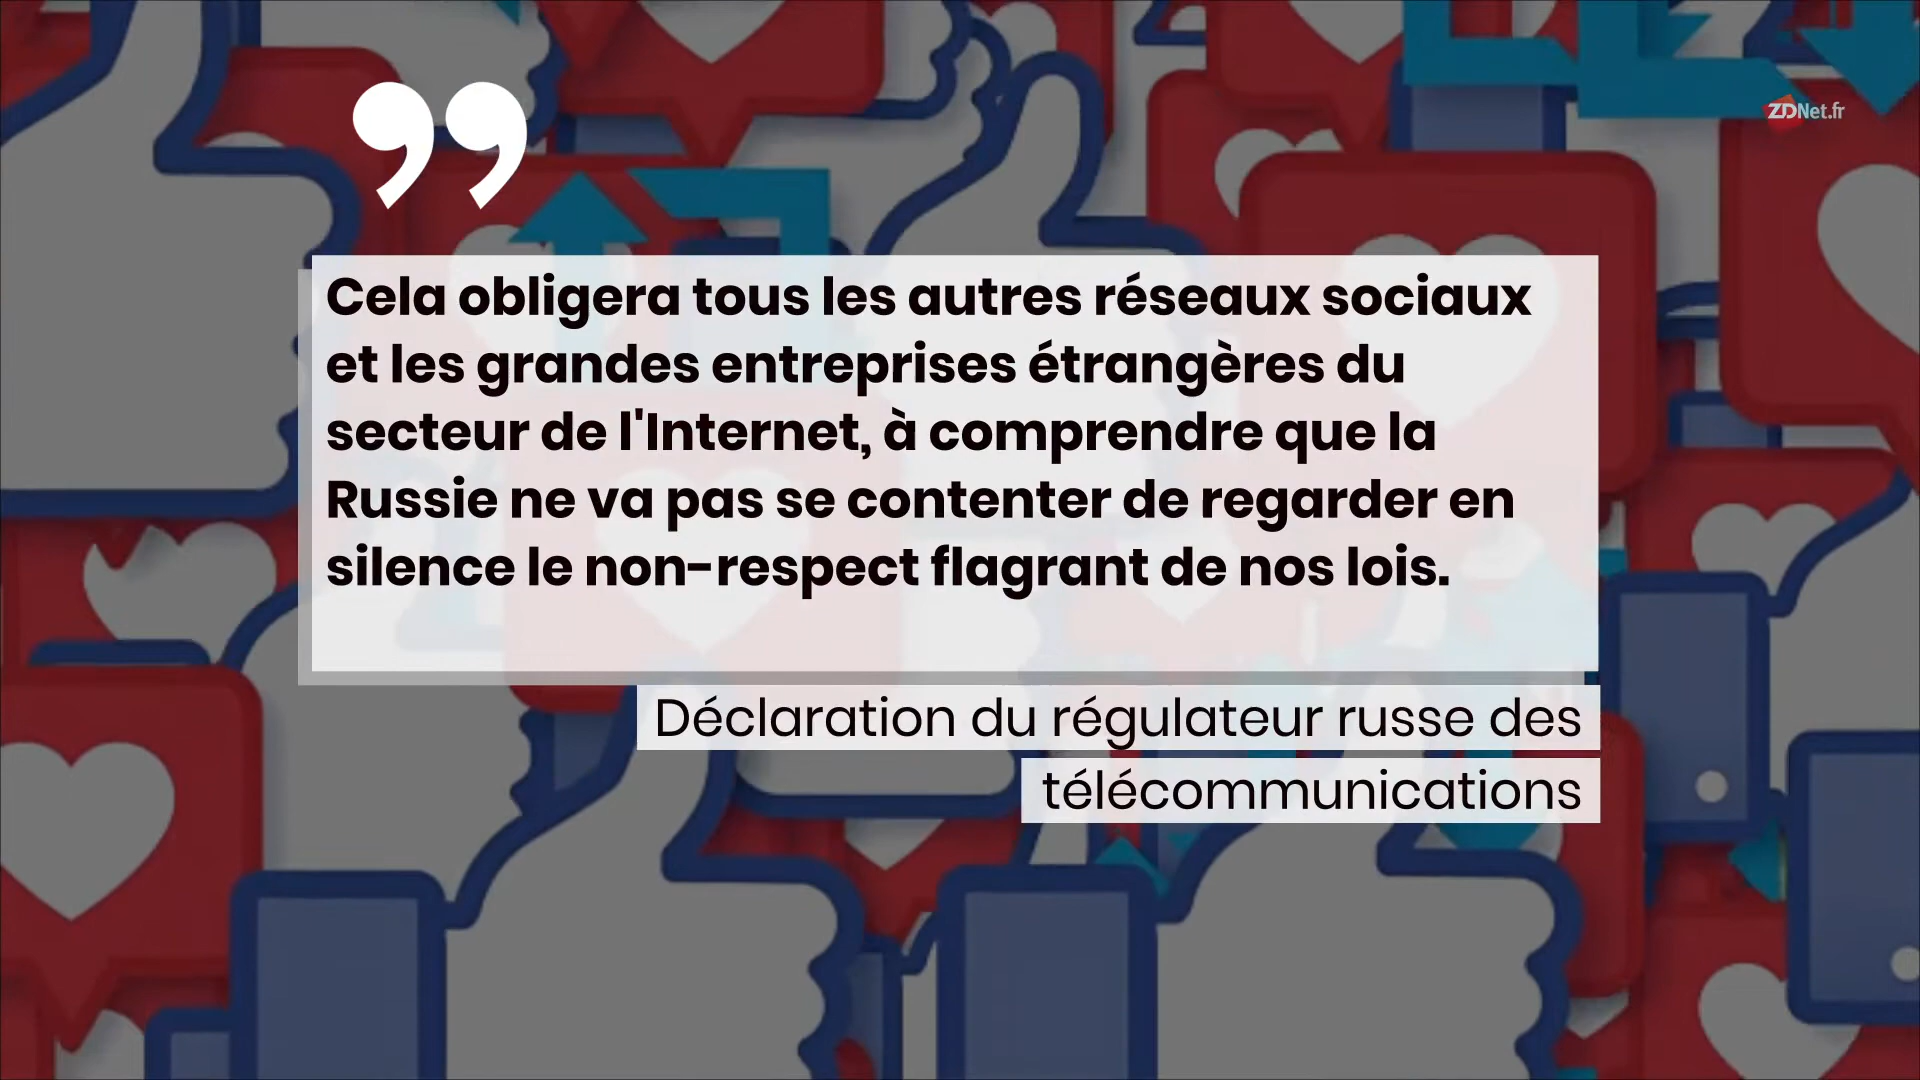 ZDNet.fr
”
Cela obligera tous les autres réseaux sociaux
et les grandes entreprises étrangères du
secteur de l'Internet, à comprendre que la
Russie ne va pas se contenter de regarder en
silence le non-respect flagrant de nos lois.
Déclaration du régulateur russe des
télécommunications